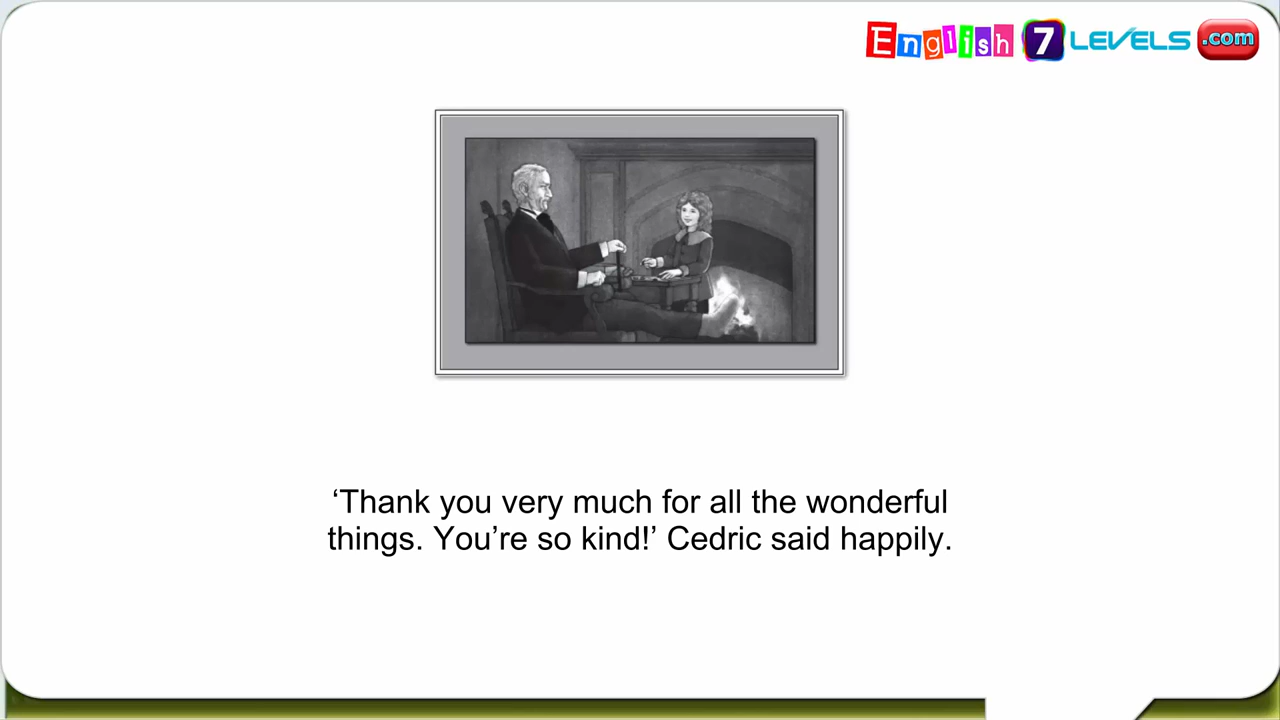 English 7 LEVELS .com
‘Thank you very much for all the wonderful
things. You’re so kind!’ Cedric said happily.